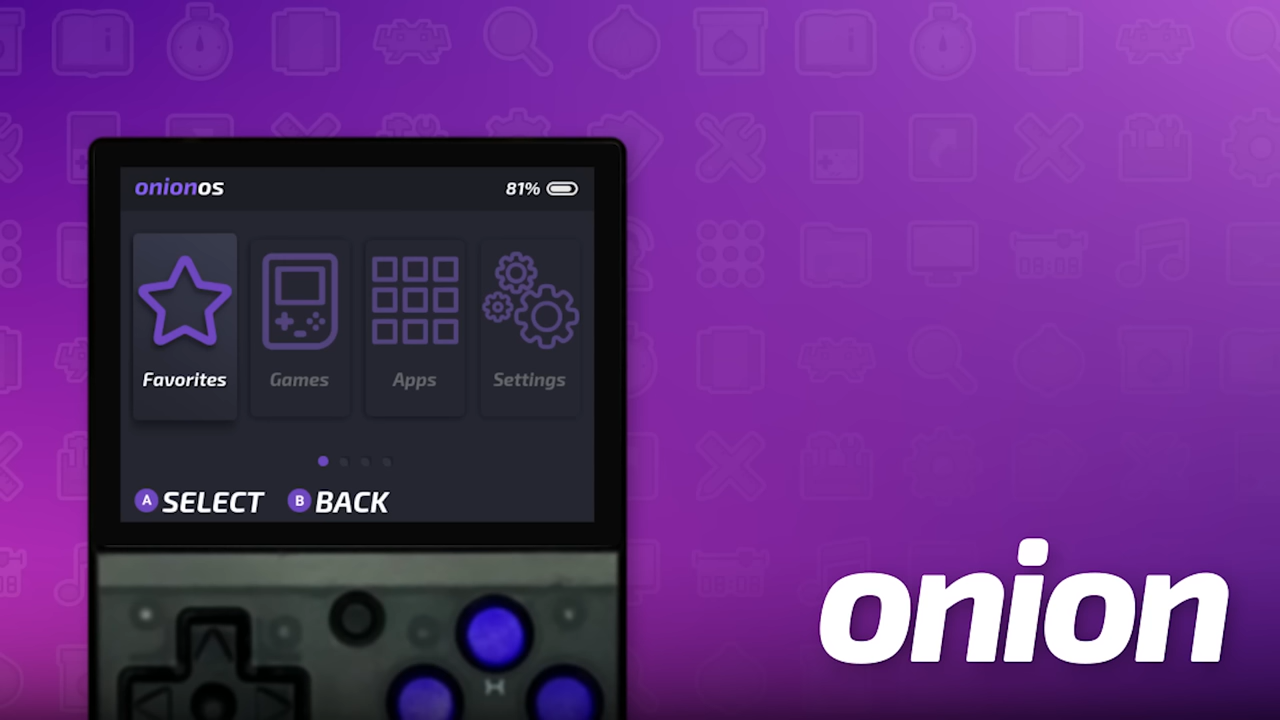 onionos
81%
Favorites
Games
Apps
Settings
A SELECT
B BACK
onion